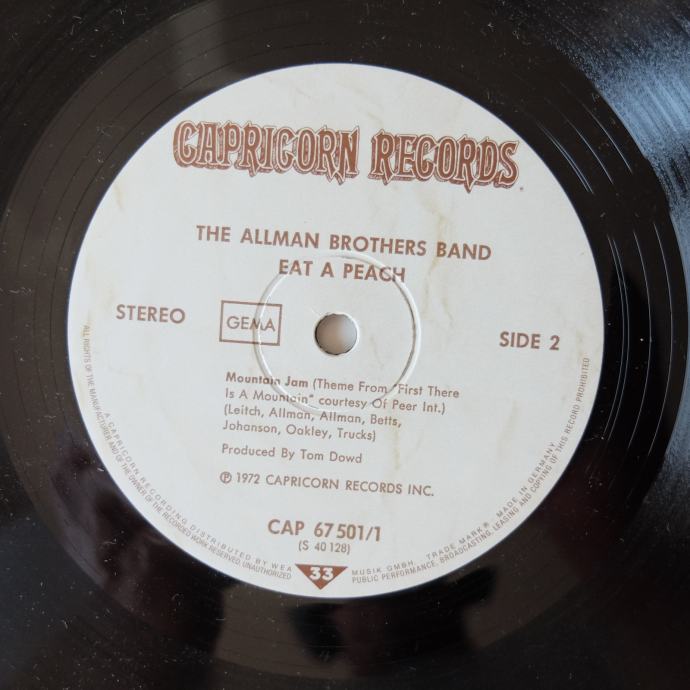 CAPRICORN RECORDS
THE ALLMAN BROTHERS BAND
EAT A PEACH
STEREO
GEMA
SIDE 2
Mountain Jam (Theme From "First There
Is A Mountain" courtesy Of Peer Int.)
(Leitch, Allman, Allman, Betts,
Johanson, Oakley, Trucks)
Produced By Tom Dowd
℗ 1972 CAPRICORN RECORDS INC.
CAP 67 501/1
(S 40 128)
33
A CAPRICORN RECORDING DISTRIBUTED BY WEA MUSIK GMBH. TRADE MARK® MADE IN GERMANY
ALL RIGHTS OF THE MANUFACTURER AND OF THE OWNER OF THE RECORDED WORK RESERVED, UNAUTHORIZED PUBLIC PERFORMANCE, BROADCASTING, LEASING AND COPYING OF THIS RECORD PROHIBITED